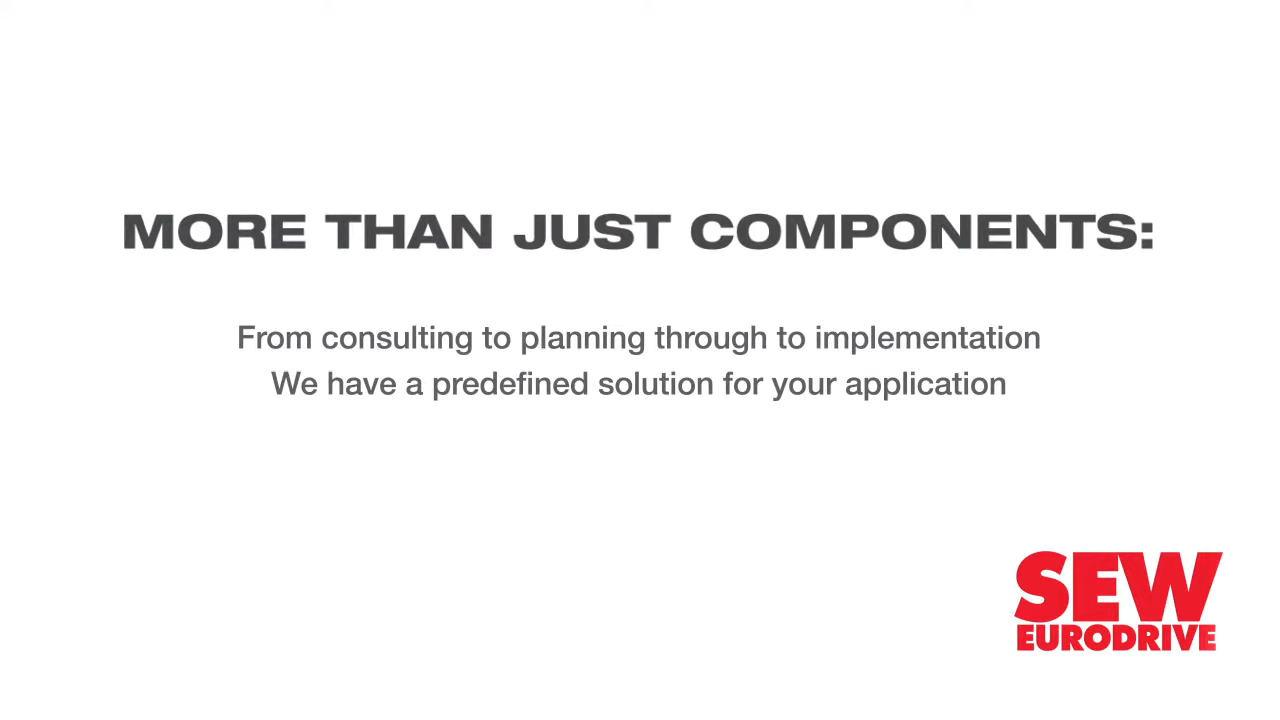 MORE THAN JUST COMPONENTS:
From consulting to planning through to implementation
We have a predefined solution for your application
SEW
EURODRIVE